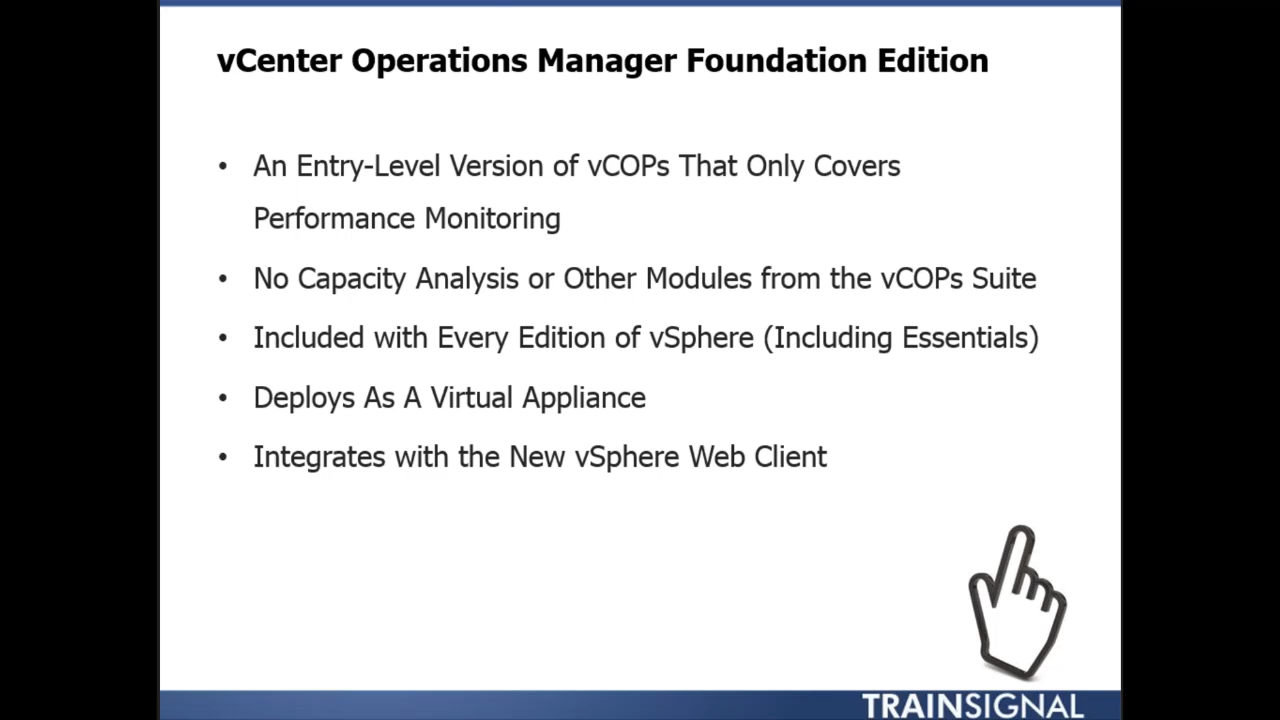 vCenter Operations Manager Foundation Edition
• An Entry-Level Version of vCOPs That Only Covers
Performance Monitoring
• No Capacity Analysis or Other Modules from the vCOPs Suite
• Included with Every Edition of vSphere (Including Essentials)
• Deploys As A Virtual Appliance
• Integrates with the New vSphere Web Client
TRAINSIGNAL